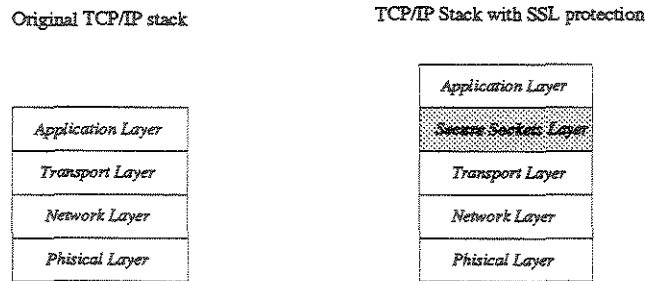 Original TCP/IP stack
Application Layer
Transport Layer
Network Layer
Phisical Layer
TCP/IP Stack with SSL protection
Application Layer
Secure Sockets Layer
Transport Layer
Network Layer
Phisical Layer